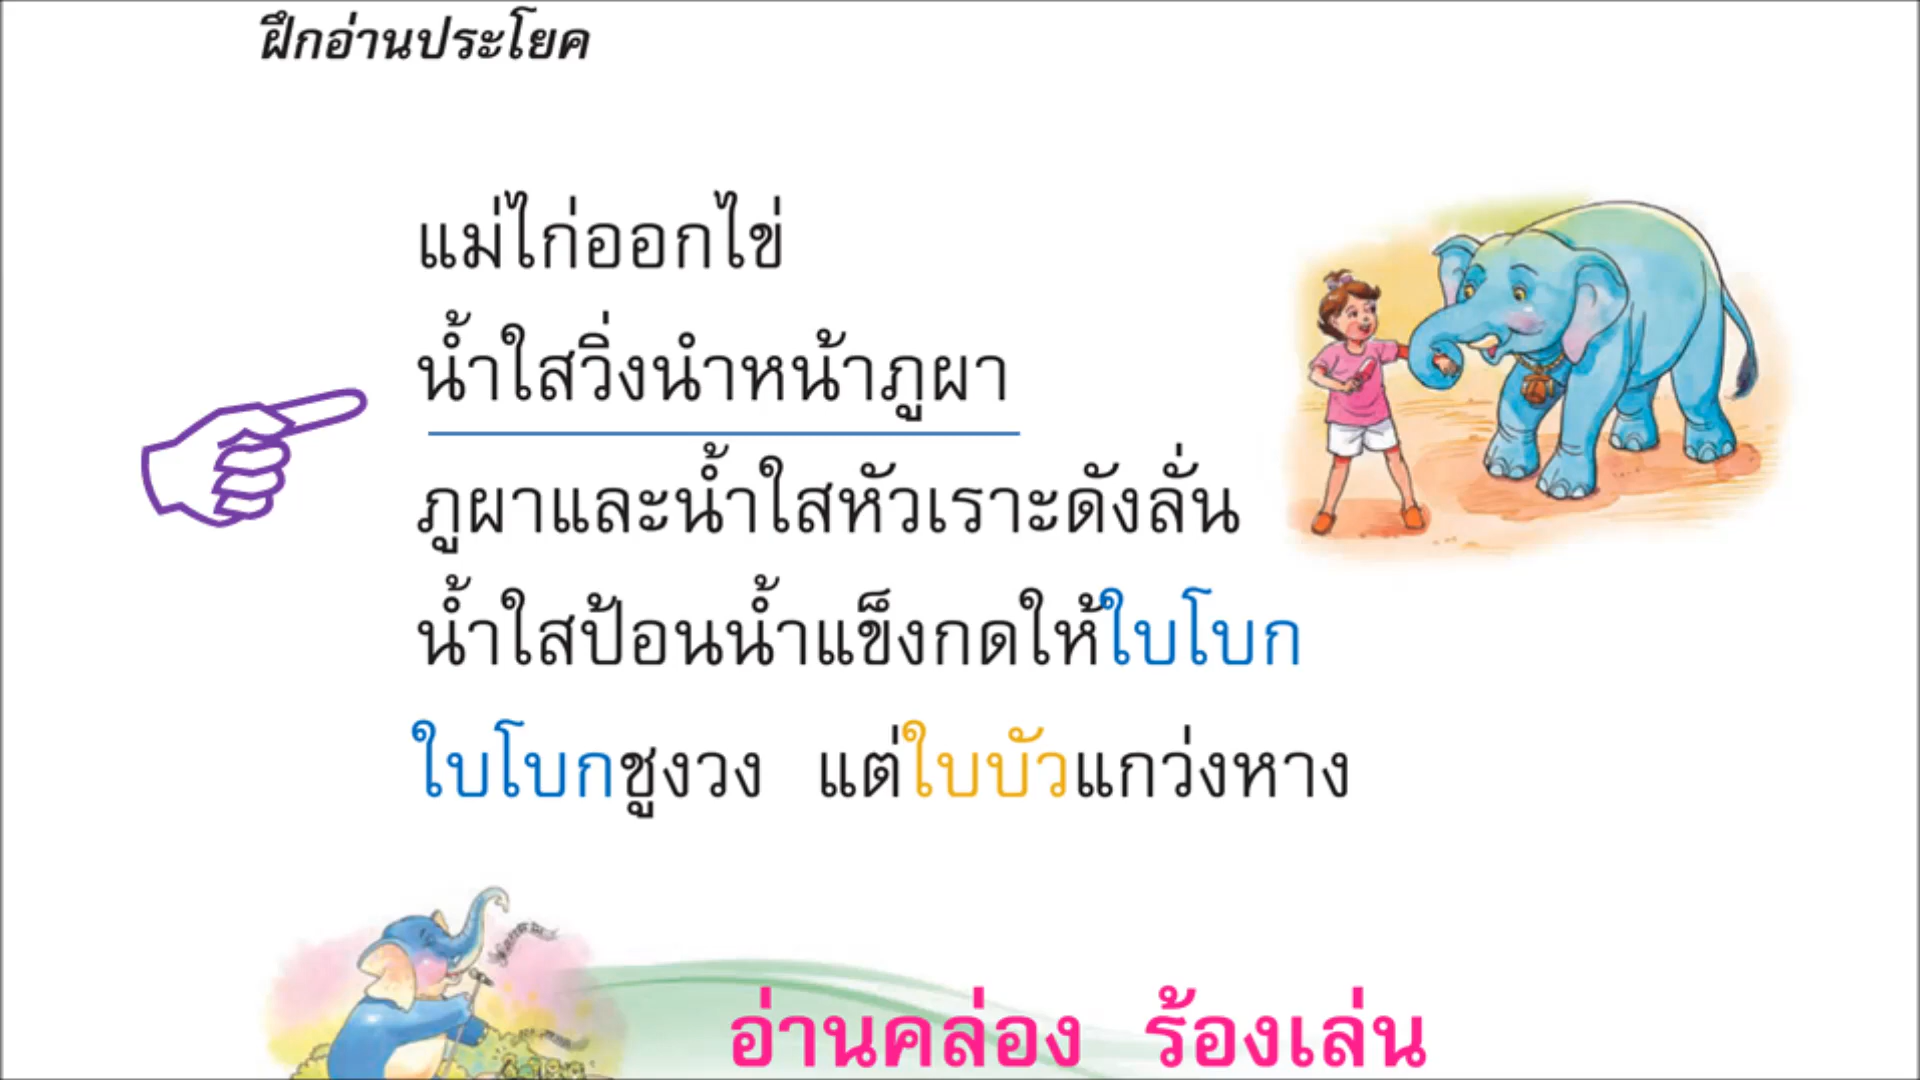 ฝึกอ่านประโยค
แม่ไก่ออกไข่
น้ำใสวิ่งนำหน้าภูผา
ภูผาและน้ำใสหัวเราะดังลั่น
น้ำใสป้อนน้ำแข็งกดให้ใบโบก
ใบโบกชูงวง แต่ใบบัวแกว่งหาง
อ่านคล่อง ร้องเล่น